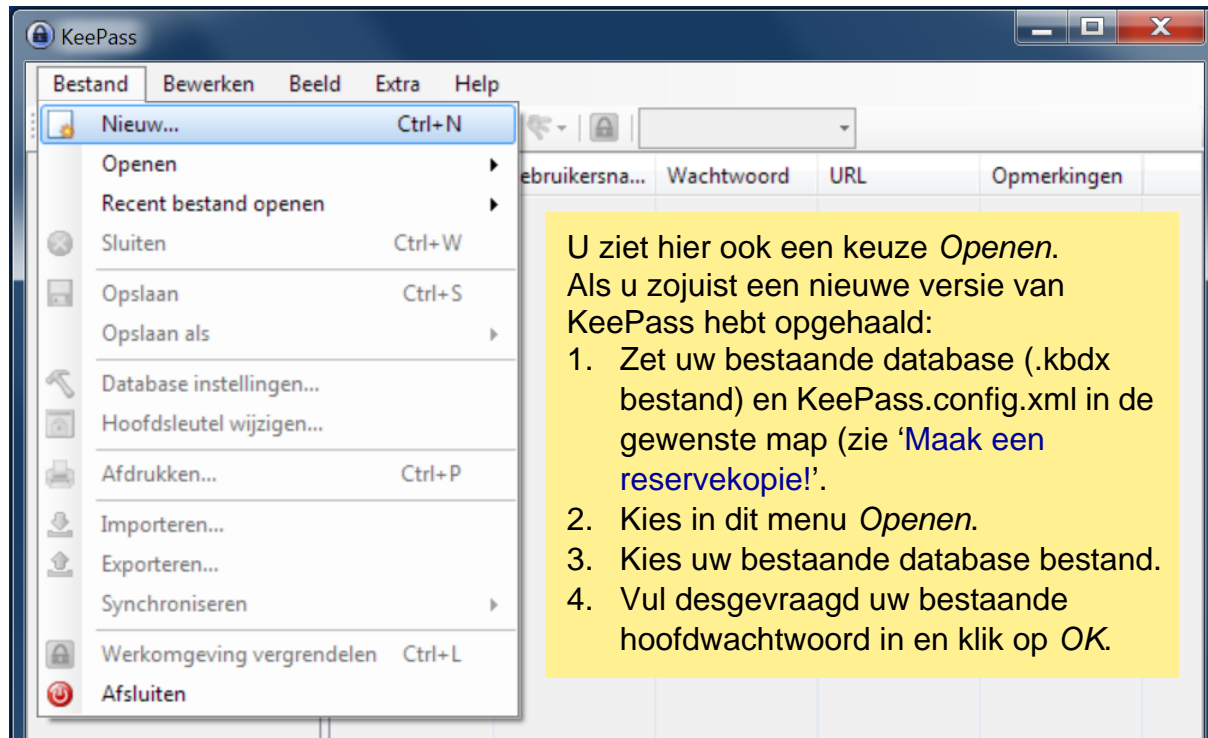 KeePass
Bestand Bewerken Beeld Extra Help
Nieuw... Ctrl+N
Openen
Recent bestand openen
Sluiten Ctrl+W
Opslaan Ctrl+S
Opslaan als
Database instellingen...
Hoofdsleutel wijzigen...
Afdrukken... Ctrl+P
Importeren...
Exporteren...
Synchroniseren
Werkomgeving vergrendelen Ctrl+L
Afsluiten
ebruikersna... Wachtwoord URL Opmerkingen
U ziet hier ook een keuze Openen.
Als u zojuist een nieuwe versie van
KeePass hebt opgehaald:
1. Zet uw bestaande database (.kbdx
bestand) en KeePass.config.xml in de
gewenste map (zie ‘Maak een
reservekopie!’.
2. Kies in dit menu Openen.
3. Kies uw bestaande database bestand.
4. Vul desgevraagd uw bestaande
hoofdwachtwoord in en klik op OK.